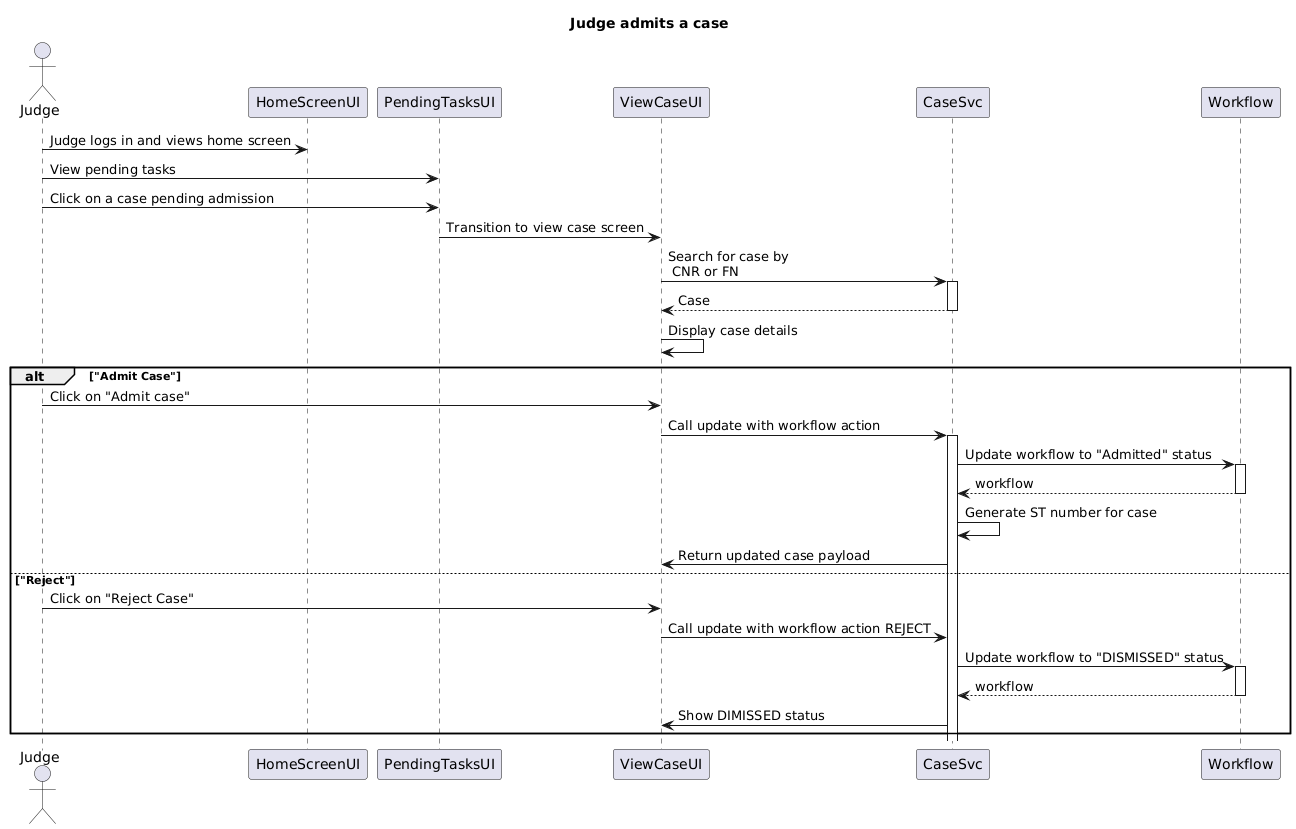 Judge admits a case
Judge
HomeScreenUI
PendingTasksUI
ViewCaseUI
CaseSvc
Workflow
Judge logs in and views home screen
View pending tasks
Click on a case pending admission
Transition to view case screen
Search for case by
CNR or FN
Case
Display case details
alt ["Admit Case"]
Click on "Admit case"
Call update with workflow action
Update workflow to "Admitted" status
workflow
Generate ST number for case
Return updated case payload
["Reject"]
Click on "Reject Case"
Call update with workflow action REJECT
Update workflow to "DISMISSED" status
workflow
Show DIMISSED status
Judge
HomeScreenUI
PendingTasksUI
ViewCaseUI
CaseSvc
Workflow